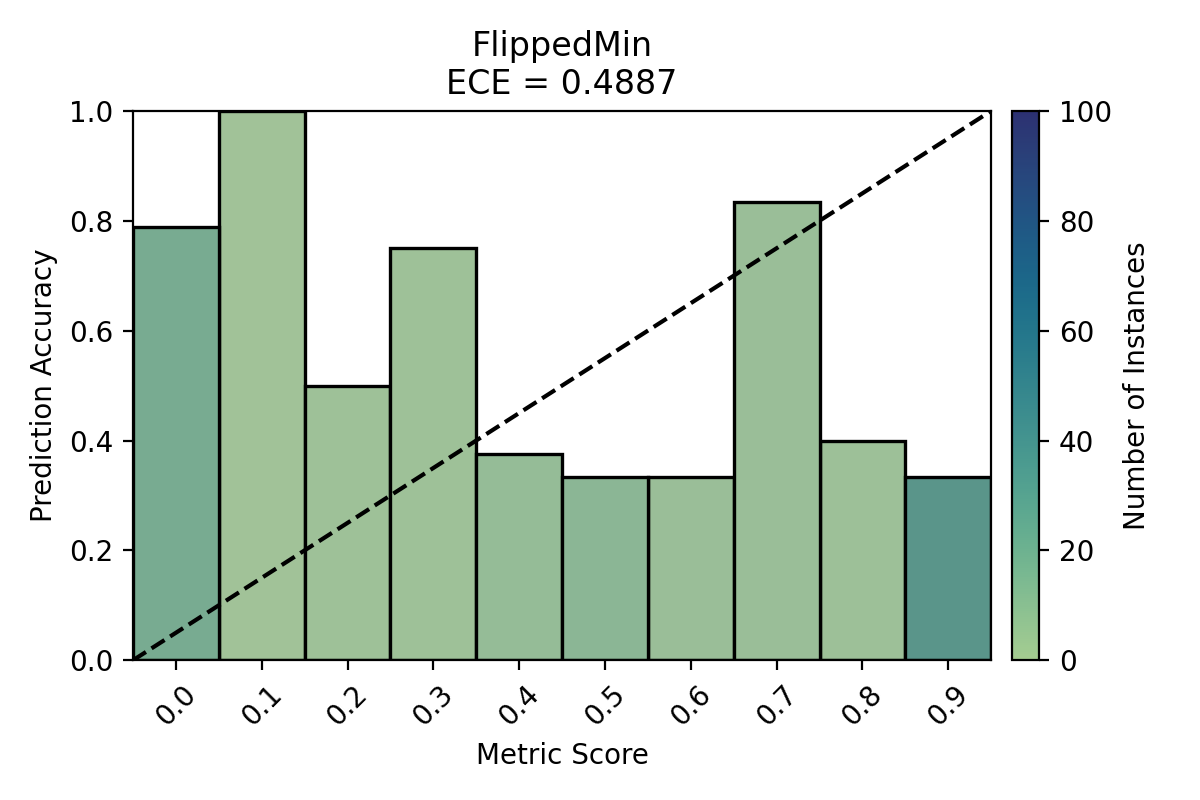 FlippedMin
ECE = 0.4887
1.0
0.8
0.6
0.4
0.2
0.0
Prediction Accuracy
0.0 0.1 0.2 0.3 0.4 0.5 0.6 0.7 0.8 0.9
Metric Score
100
80
60
40
20
0
Number of Instances